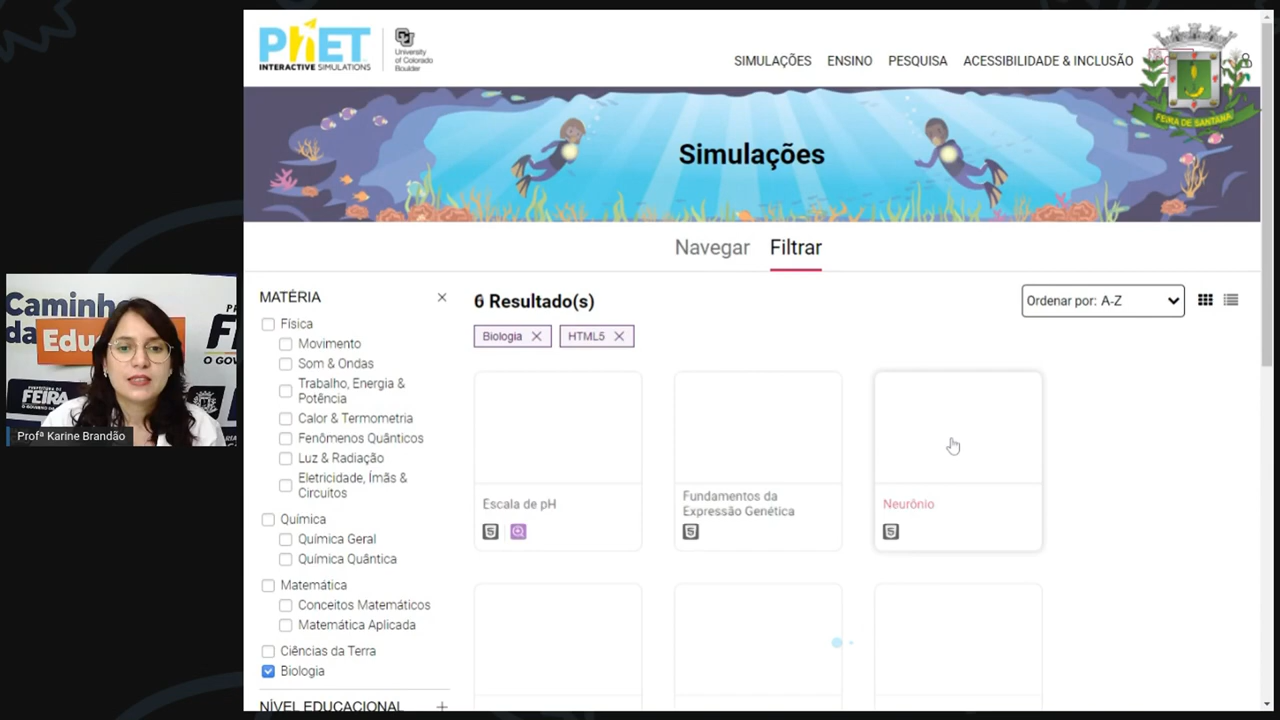 PhET
INTERACTIVE SIMULATIONS
University
of Colorado
Boulder
SIMULAÇÕES
ENSINO
PESQUISA
ACESSIBILIDADE & INCLUSÃO
FEIRA DE SANTANA
Simulações
Navegar
Filtrar
MATÉRIA
Física
Movimento
Som & Ondas
Trabalho, Energia &
Potência
Calor & Termometria
Fenômenos Quânticos
Luz & Radiação
Eletricidade, Ímãs &
Circuitos
Química
Química Geral
Química Quântica
Matemática
Conceitos Matemáticos
Matemática Aplicada
Ciências da Terra
Biologia
NÍVEL EDUCACIONAL
6 Resultado(s)
Ordenar por: A-Z
Biologia
HTML5
Escala de pH
Fundamentos da
Expressão Genética
Neurônio
Caminho
da
Edu
PREFEITURA DE
FEIRA
O GOV
Profª Karine Brandão